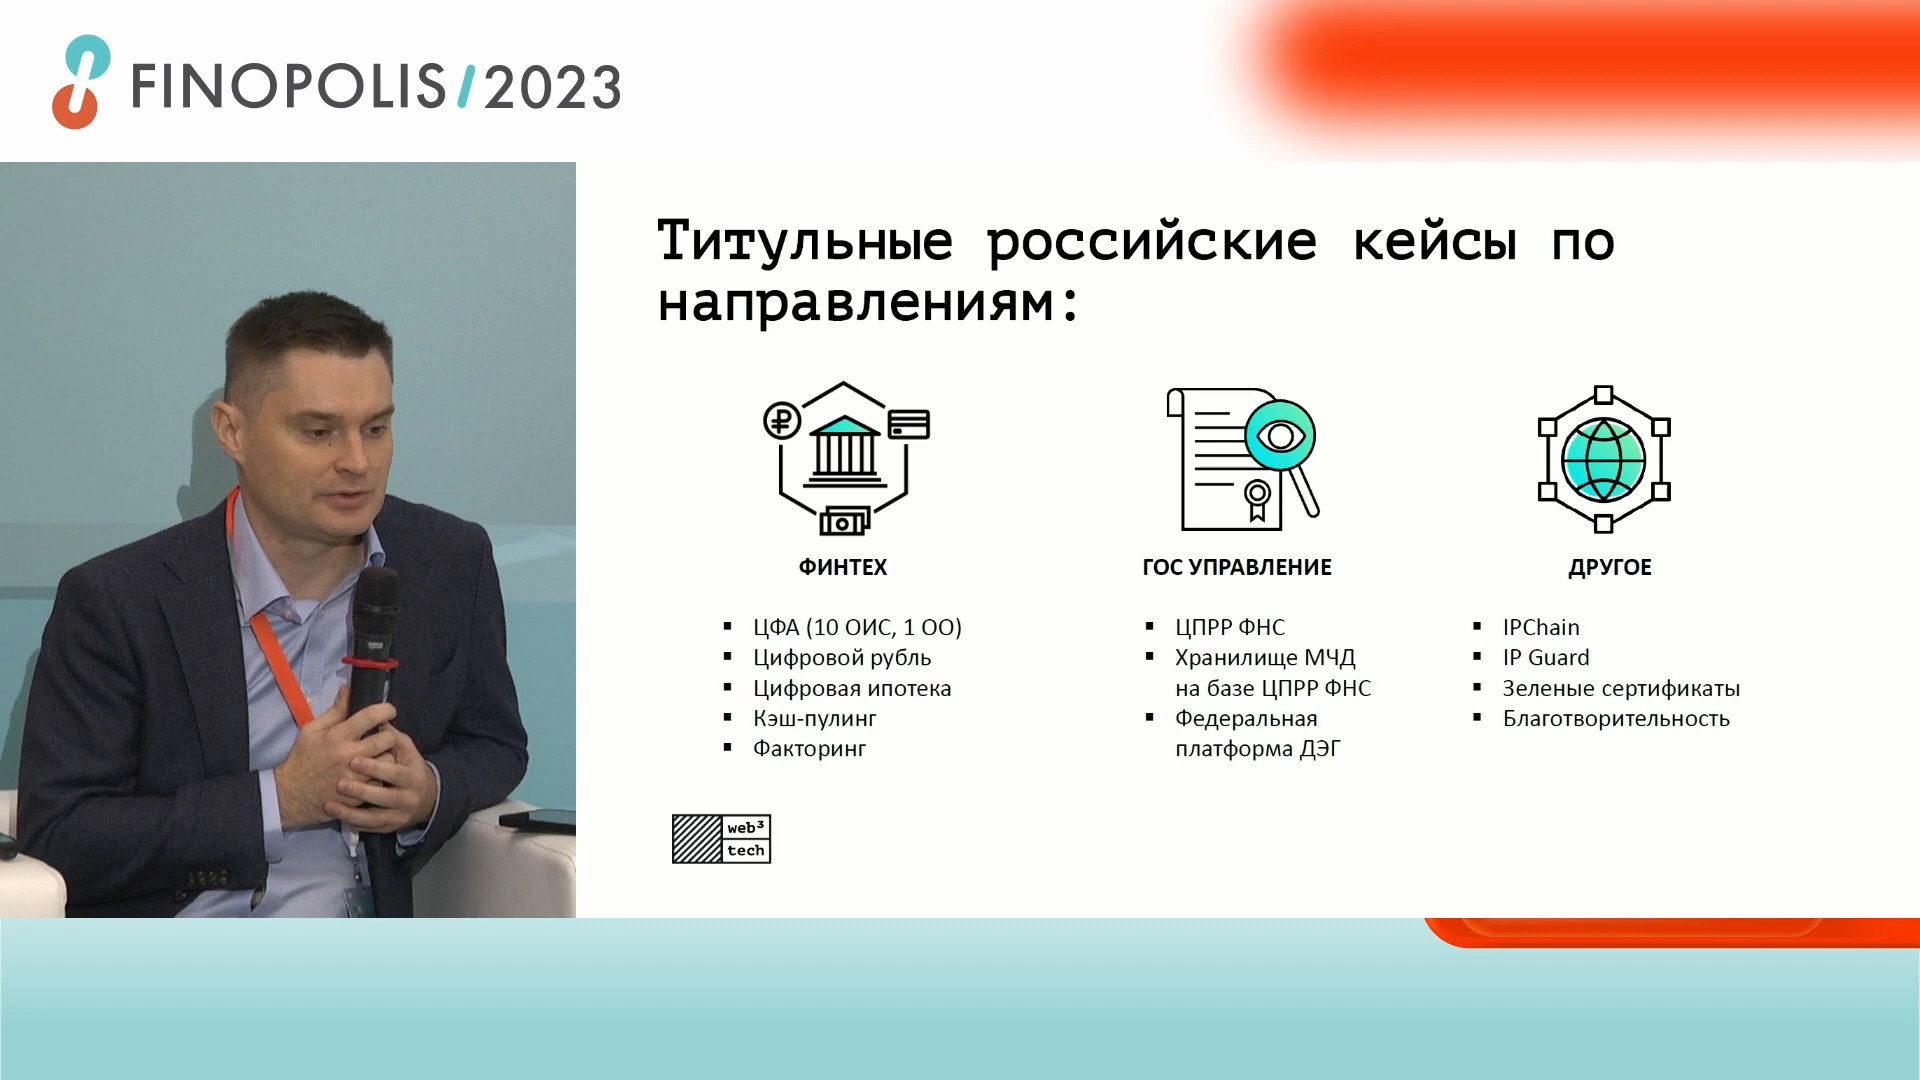 FINOPOLIS/2023
Титульные российские кейсы по
направлениям:
ФИНТЕХ
ЦФА (10 ОИС, 1 ОО)
Цифровой рубль
Цифровая ипотека
Кэш-пулинг
Факторинг
ГОС УПРАВЛЕНИЕ
ЦПРР ФНС
Хранилище МЧД
на базе ЦПРР ФНС
Федеральная
платформа ДЭГ
ДРУГОЕ
IPChain
IP Guard
Зеленые сертификаты
Благотворительность
web³
tech